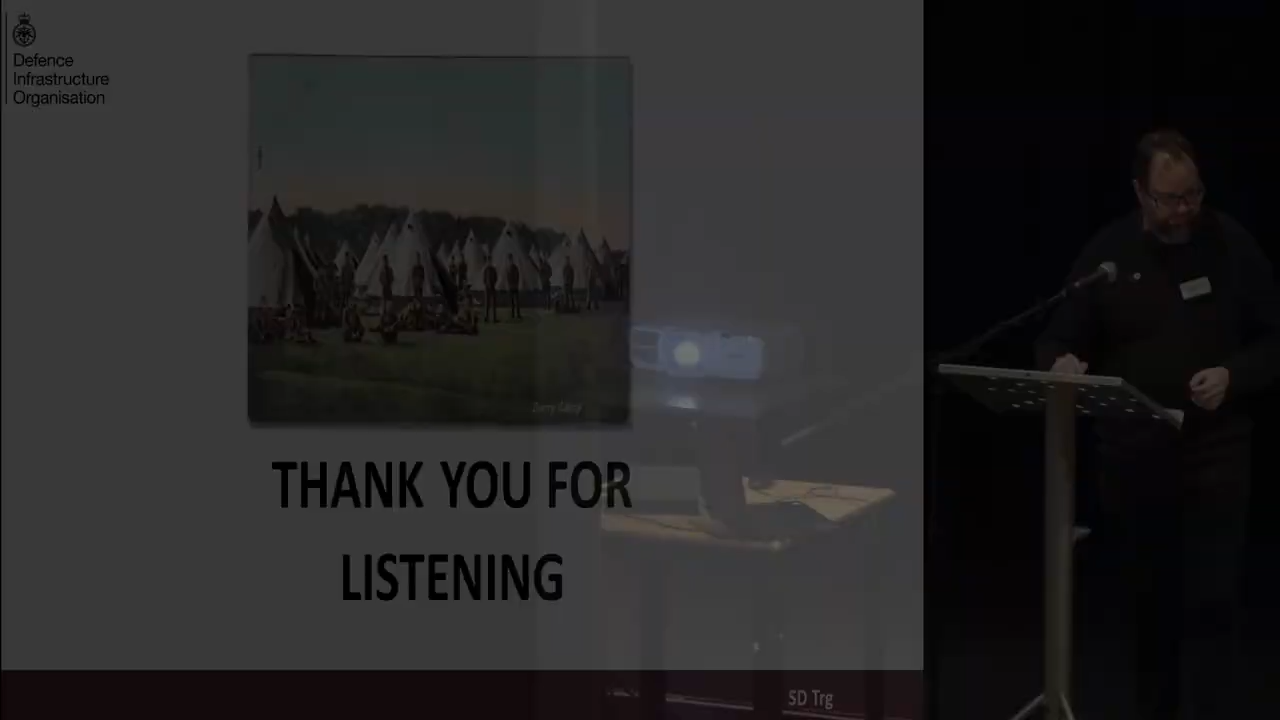 Defence
Infrastructure
Organisation
THANK YOU FOR
LISTENING
SD Trg